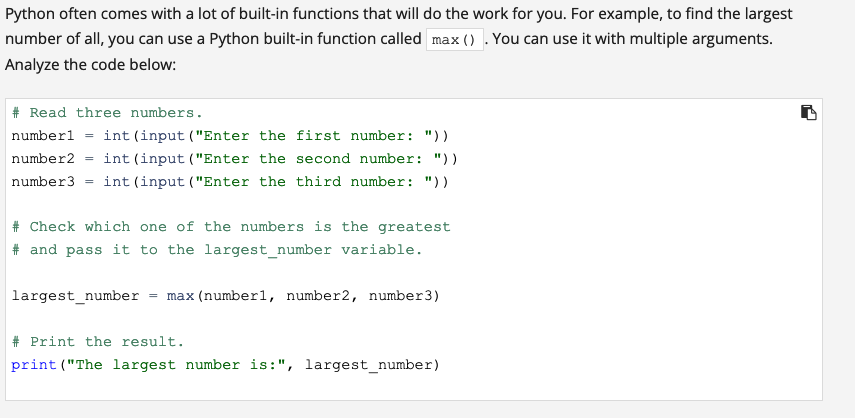 Python often comes with a lot of built-in functions that will do the work for you. For example, to find the largest
number of all, you can use a Python built-in function called max() . You can use it with multiple arguments.
Analyze the code below:
# Read three numbers.
number1 = int(input("Enter the first number: "))
number2 = int(input("Enter the second number: "))
number3 = int(input("Enter the third number: "))
# Check which one of the numbers is the greatest
# and pass it to the largest_number variable.
largest_number = max(number1, number2, number3)
# Print the result.
print("The largest number is:", largest_number)